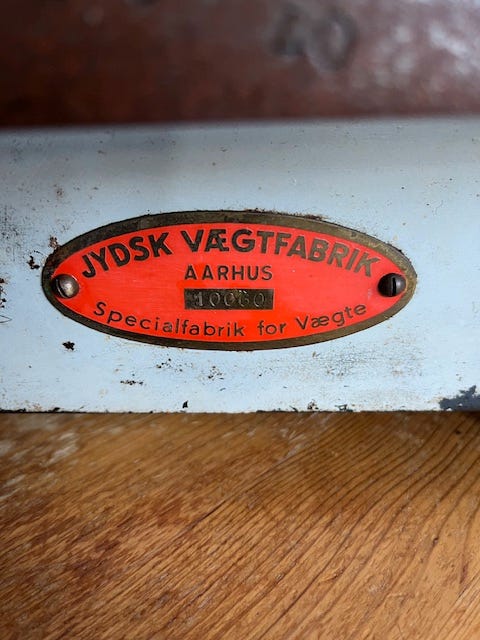 JYDSK VÆGTFABRIK
AARHUS
10060
Specialfabrik for Vægte